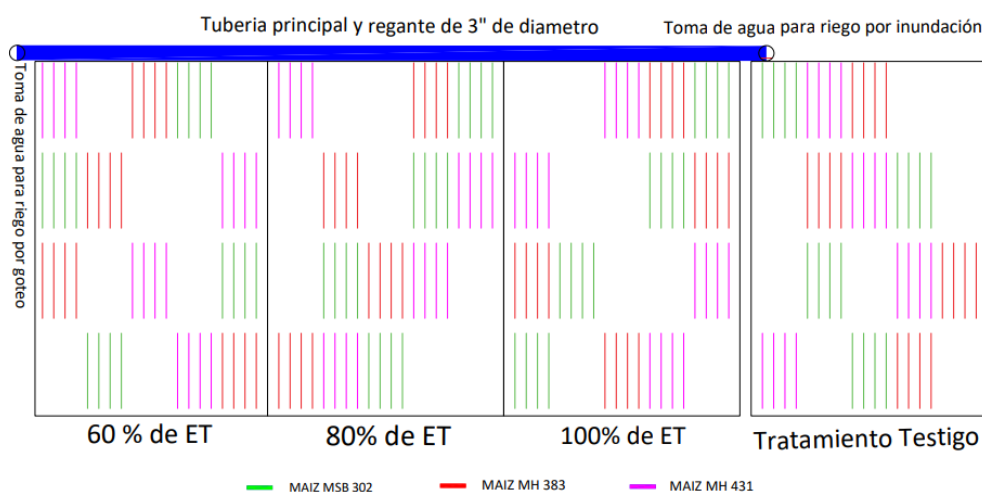 Tuberia principal y regante de 3" de diametro
Toma de agua para riego por inundación
Toma de agua para riego por goteo
60 % de ET
80% de ET
100% de ET
Tratamiento Testigo
MAIZ MSB 302
MAIZ MH 383
MAIZ MH 431